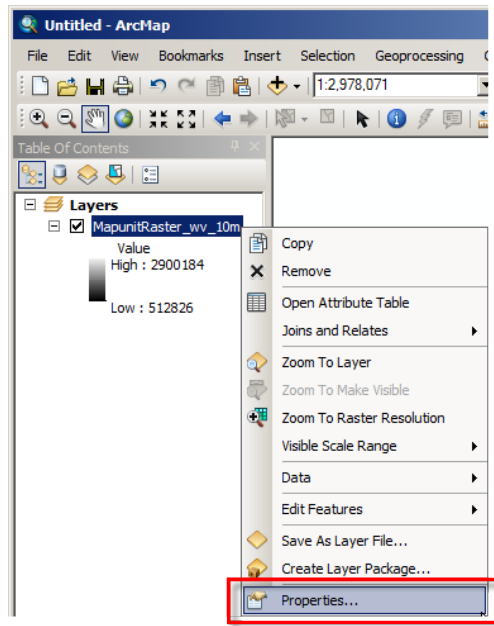 Untitled - ArcMap
File Edit View Bookmarks Insert Selection Geoprocessing
1:2,978,071
Table Of Contents
Layers
MapunitRaster_wv_10m
Value
High : 2900184
Low : 512826
Copy
Remove
Open Attribute Table
Joins and Relates
Zoom To Layer
Zoom To Make Visible
Zoom To Raster Resolution
Visible Scale Range
Data
Edit Features
Save As Layer File...
Create Layer Package...
Properties...